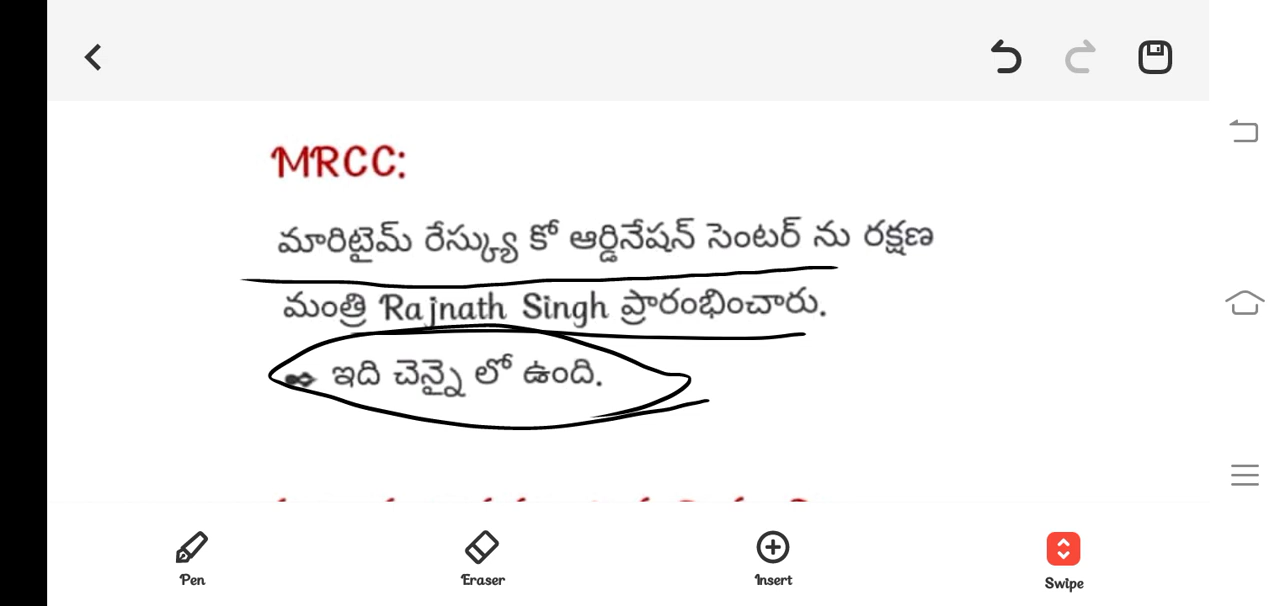 MRCC:
మారిటైమ్ రేస్క్యు కో ఆర్డినేషన్ సెంటర్ ను రక్షణ
మంత్రి Rajnath Singh ప్రారంభించారు.
ఇది చెన్నై లో ఉంది.
Pen
Eraser
Insert
Swipe